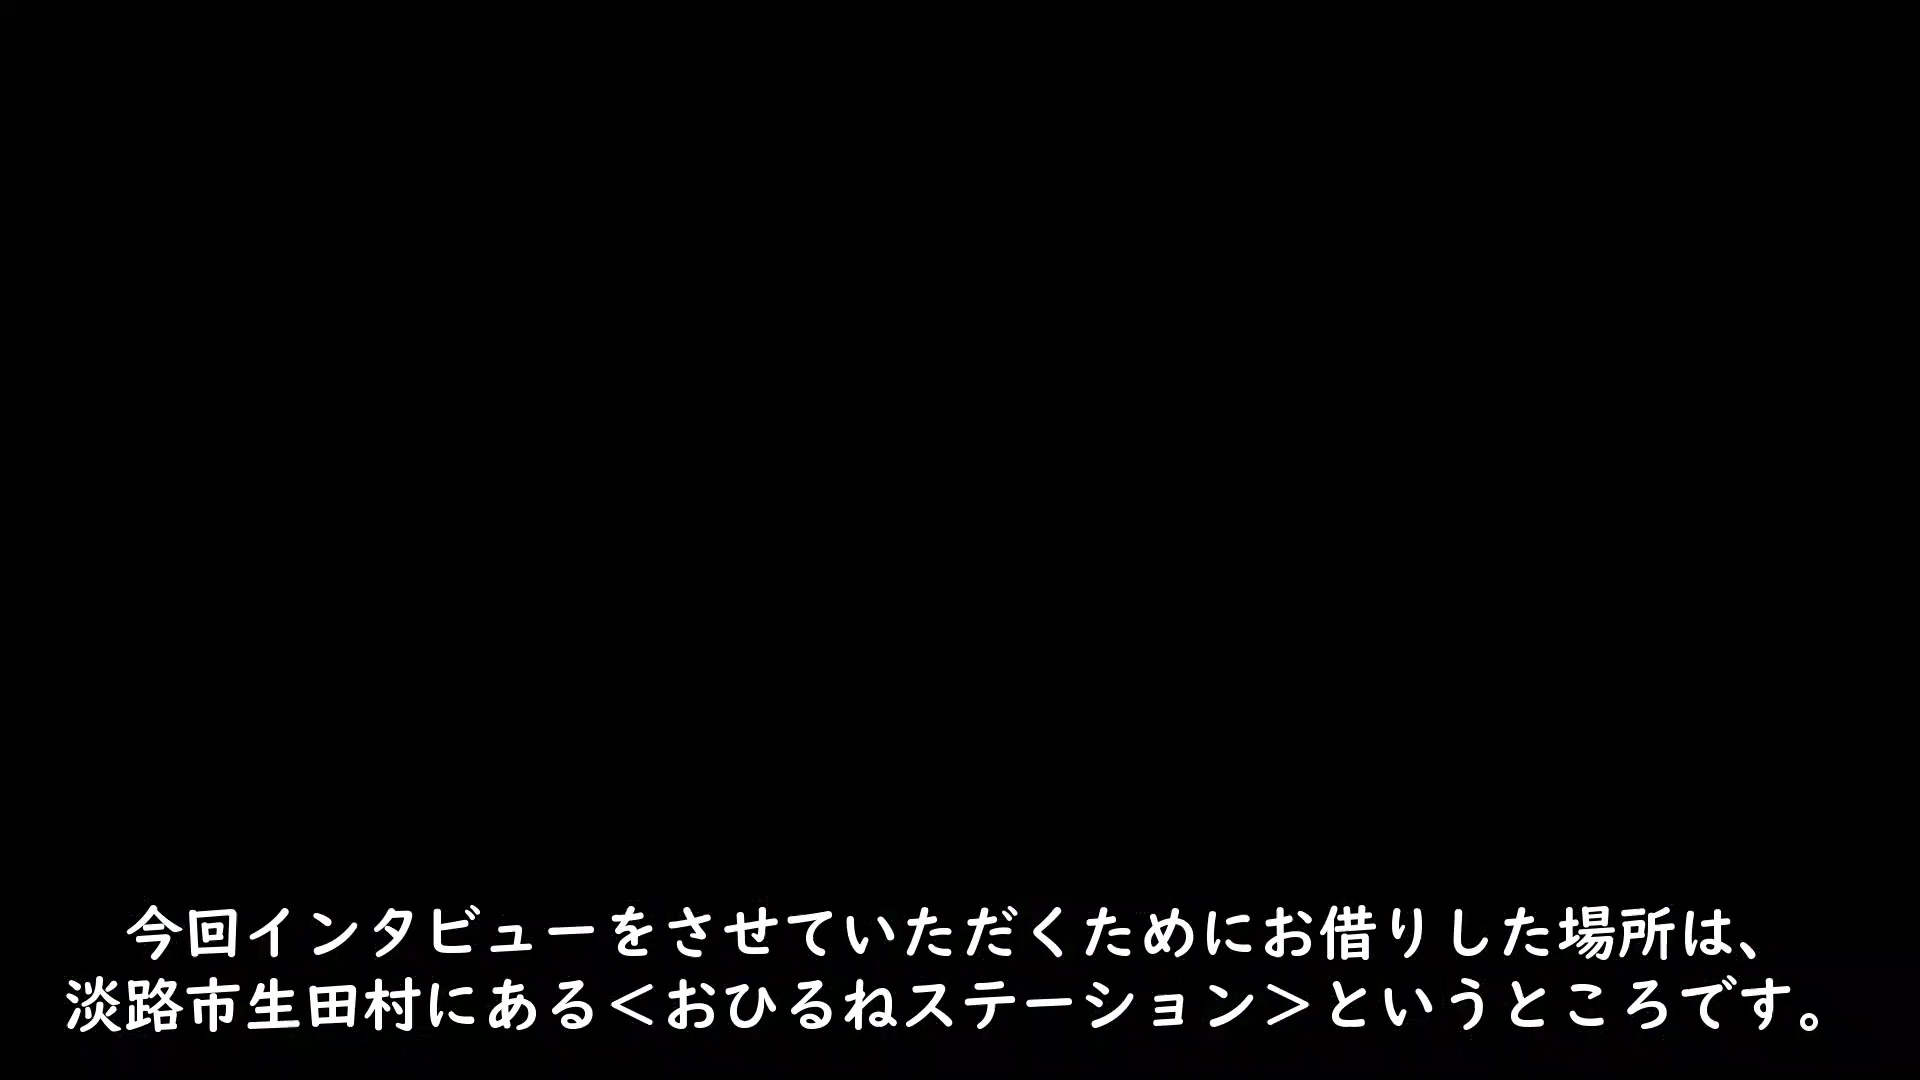 今回インタビューをさせていただくためにお借りした場所は、
淡路市生田村にある＜おひるねステーション＞というところです。